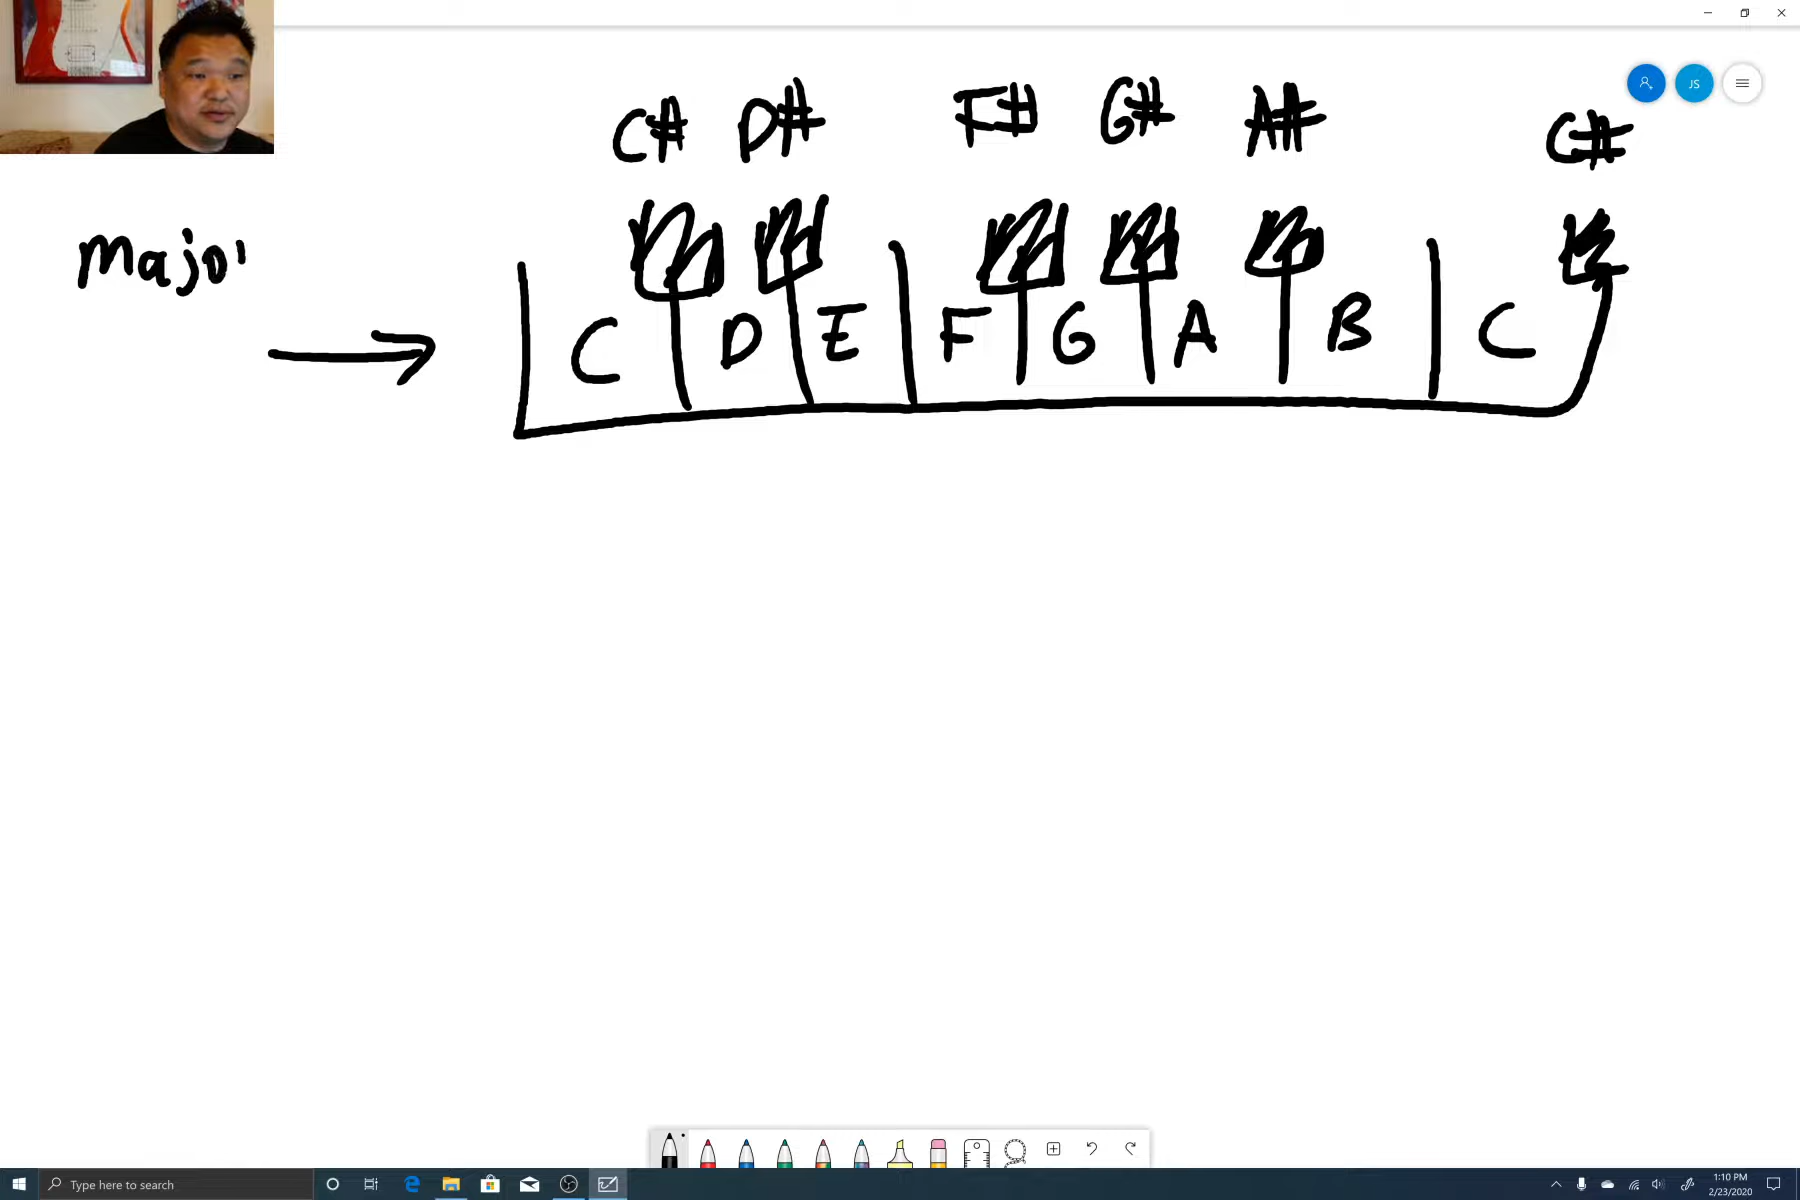 JS
C# D# F# G# A# C#
Major
C D E F G A B C
Type here to search
1:10 PM
2/23/2020